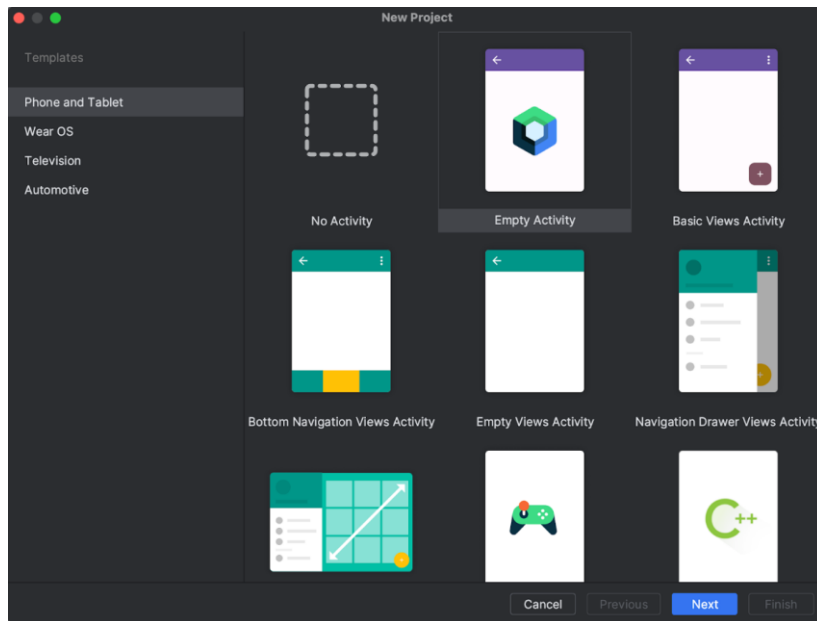 New Project
Templates
Phone and Tablet
Wear OS
Television
Automotive
No Activity
Empty Activity
Basic Views Activity
Bottom Navigation Views Activity
Empty Views Activity
Navigation Drawer Views Activity
C++
Cancel
Previous
Next
Finish